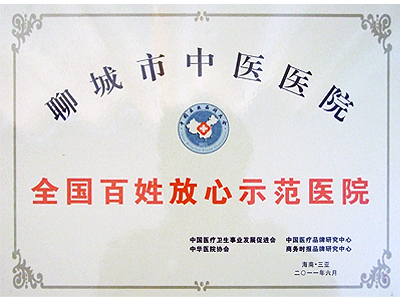 聊城市中医医院
全国百姓放心示范医院
中国医疗卫生事业发展促进会 中国医疗品牌研究中心
中华医院协会 商务时报品牌研究中心
海南·三亚
二〇一一年六月